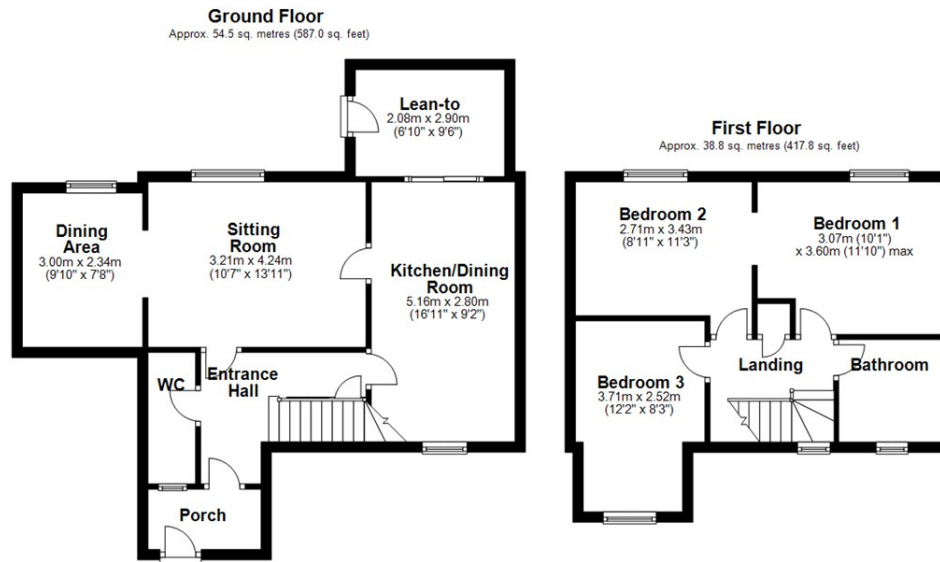 Ground Floor
Approx. 54.5 sq. metres (587.0 sq. feet)
Lean-to
2.08m x 2.90m
(6'10" x 9'6")
Dining
Area
3.00m x 2.34m
(9'10" x 7'8")
Sitting
Room
3.21m x 4.24m
(10'7" x 13'11")
Kitchen/Dining
Room
5.16m x 2.80m
(16'11" x 9'2")
WC
Entrance
Hall
Porch
First Floor
Approx. 38.8 sq. metres (417.8 sq. feet)
Bedroom 2
2.71m x 3.43m
(8'11" x 11'3")
Bedroom 1
3.07m (10'1")
x 3.60m (11'10") max
Bedroom 3
3.71m x 2.52m
(12'2" x 8'3")
Landing
Bathroom